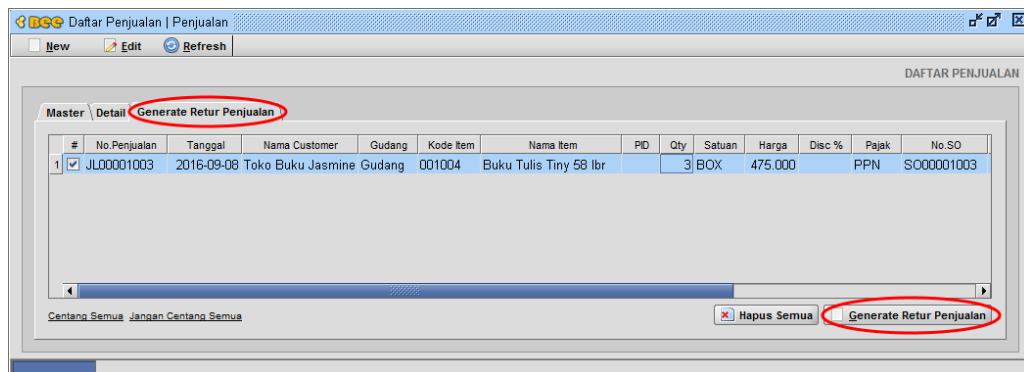 Bee Daftar Penjualan | Penjualan
New Edit Refresh
DAFTAR PENJUALAN
Master Detail Generate Retur Penjualan
# No.Penjualan Tanggal Nama Customer Gudang Kode Item Nama Item PID Qty Satuan Harga Disc % Pajak No.SO
1 JL00001003 2016-09-08 Toko Buku Jasmine Gudang 001004 Buku Tulis Tiny 58 lbr 3 BOX 475.000 PPN SO00001003
Centang Semua Jangan Centang Semua Hapus Semua Generate Retur Penjualan